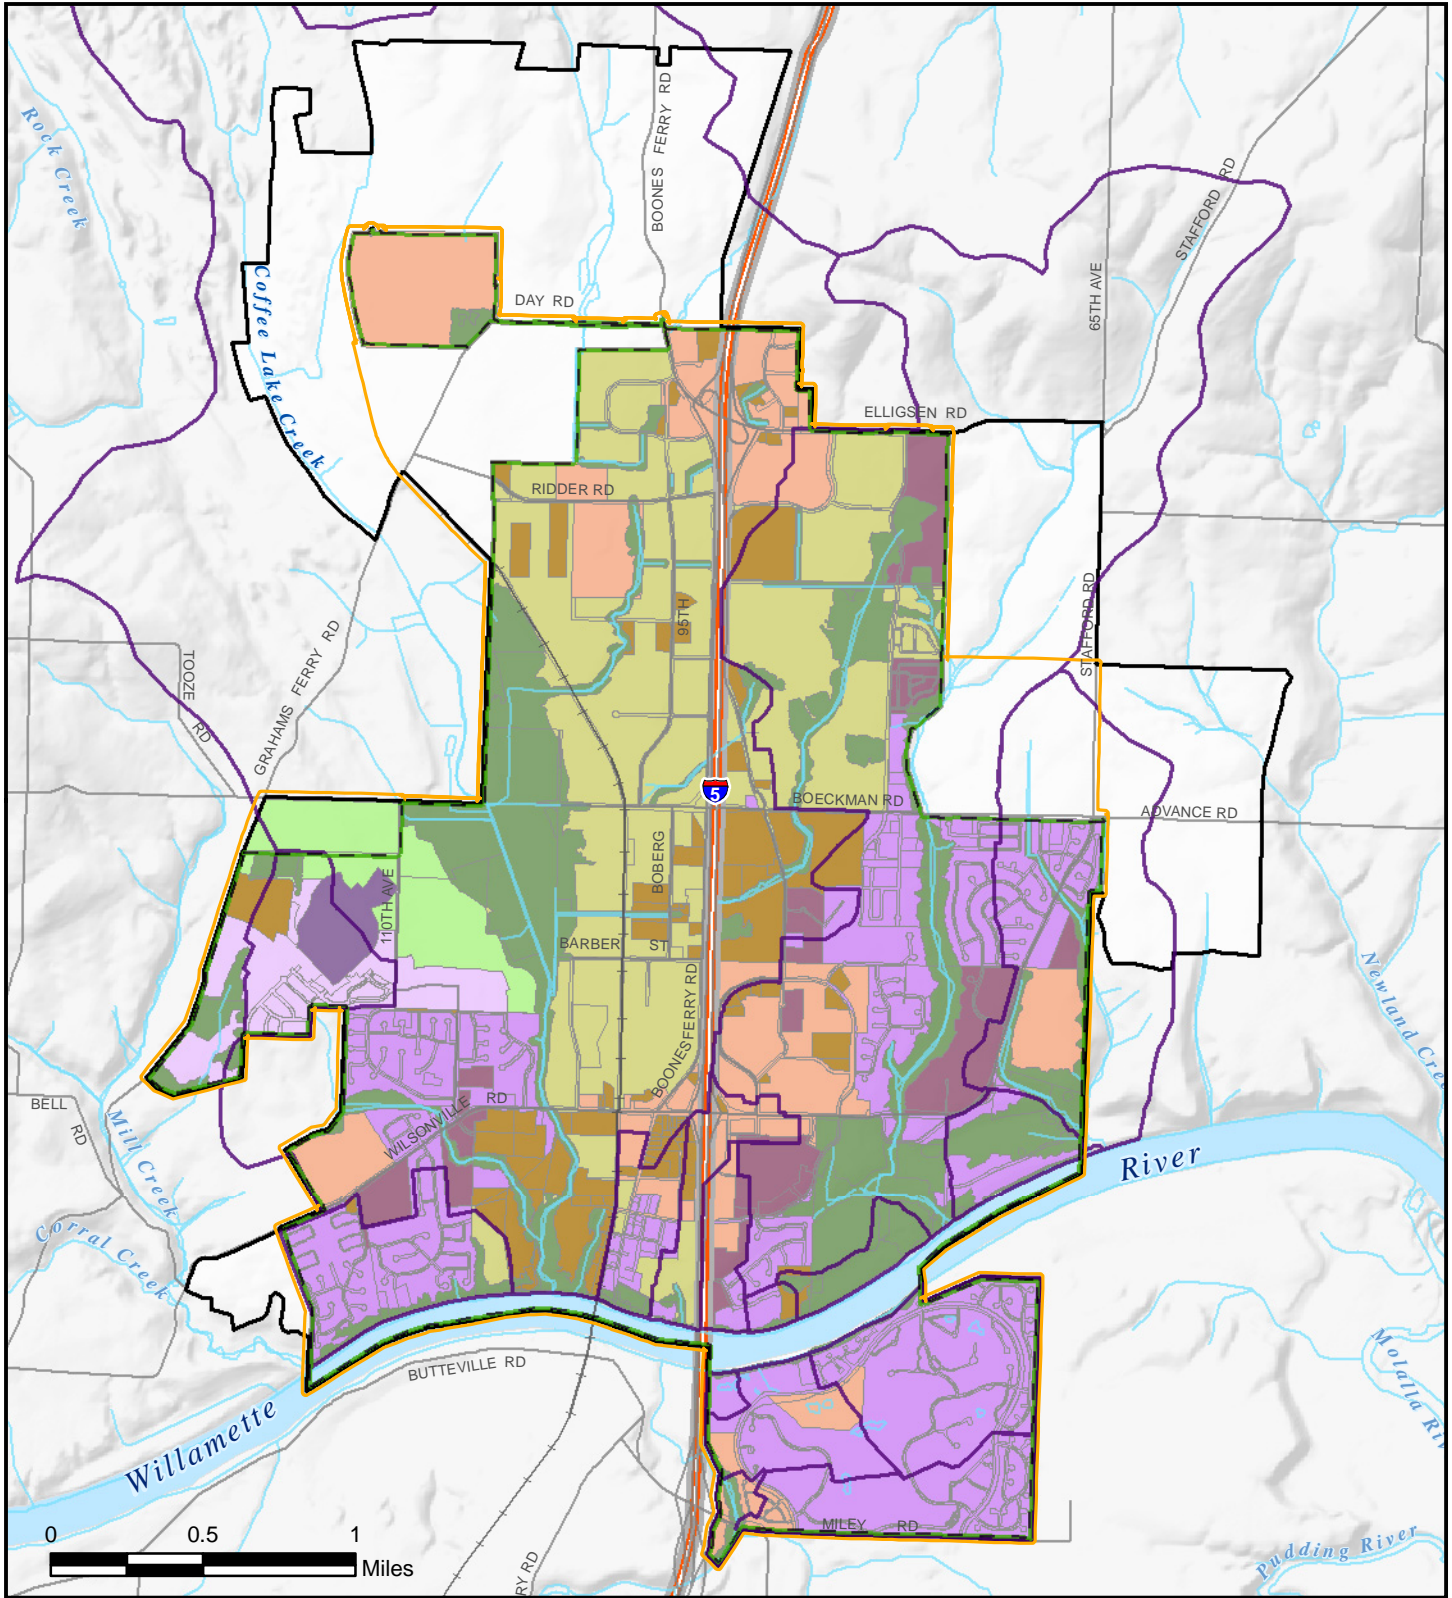 Rock Creek
BOONES FERRY RD
STAFFORD RD
65TH AVE
Coffee Lake Creek
DAY RD
ELLIGSEN RD
RIDDER RD
95TH
STAFFORD RD
TOOZE RD
GRAHAMS FERRY RD
5
BOECKMAN RD
ADVANCE RD
BOBERG
110TH AVE
BARBER ST
BOONES FERRY RD
Newland Cree
BELL RD
Mill Creek
WILSONVILLE RD
River
Corral Creek
BUTTEVILLE RD
Molalla Riv
Willamette
MILEY RD
0 0.5 1
Miles
RY RD
Pudding River